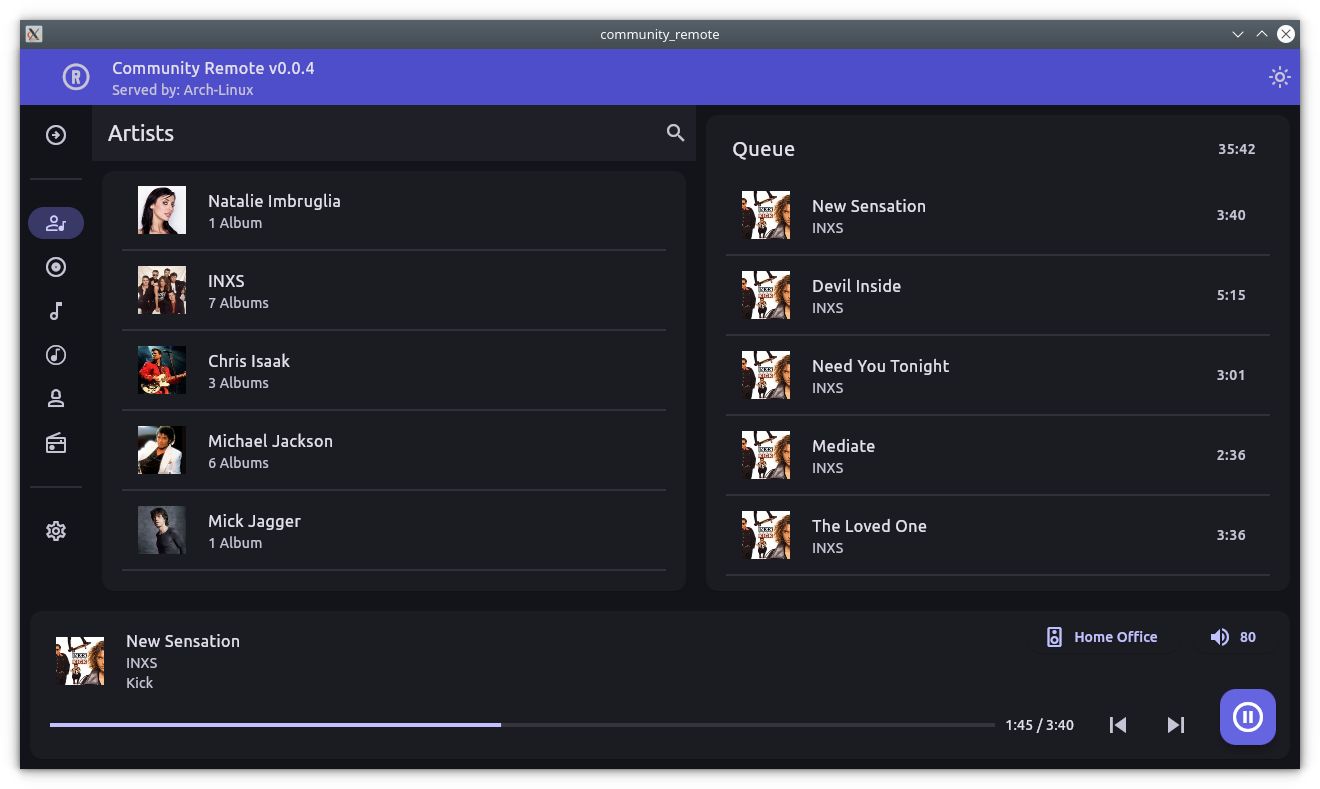 community_remote
R
Community Remote v0.0.4
Served by: Arch-Linux
Artists
Natalie Imbruglia
1 Album
INXS
7 Albums
Chris Isaak
3 Albums
Michael Jackson
6 Albums
Mick Jagger
1 Album
Queue
35:42
New Sensation
INXS
3:40
Devil Inside
INXS
5:15
Need You Tonight
INXS
3:01
Mediate
INXS
2:36
The Loved One
INXS
3:36
New Sensation
INXS
Kick
Home Office
80
1:45 / 3:40